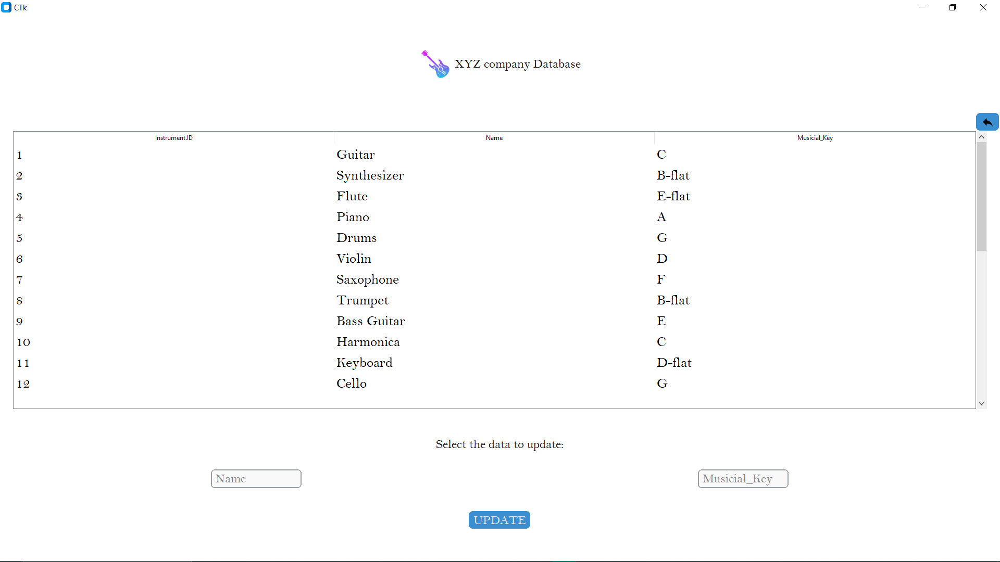 CTk
XYZ company Database
Instrument.ID Name Musicial_Key
1 Guitar C
2 Synthesizer B-flat
3 Flute E-flat
4 Piano A
5 Drums G
6 Violin D
7 Saxophone F
8 Trumpet B-flat
9 Bass Guitar E
10 Harmonica C
11 Keyboard D-flat
12 Cello G
Select the data to update:
Name Musicial_Key
UPDATE